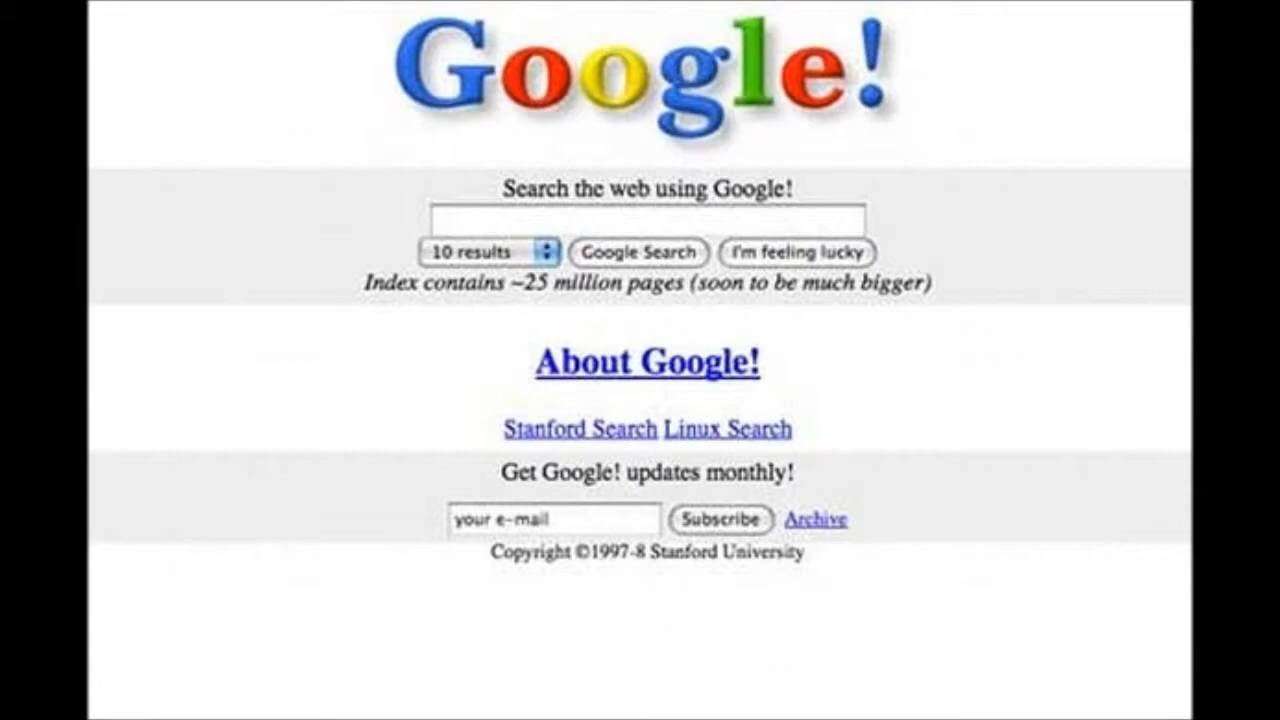 Google!
Search the web using Google!
10 results Google Search I'm feeling lucky
Index contains ~25 million pages (soon to be much bigger)
About Google!
Stanford Search Linux Search
Get Google! updates monthly!
your e-mail Subscribe Archive
Copyright ©1997-8 Stanford University